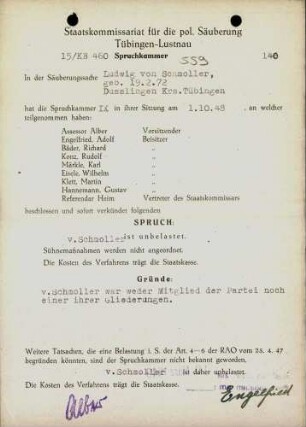 Staatskommissariat für die pol. Säuberung
Tübingen-Lustnau
15/KB 460 Spruchkammer 559 140
In der Säuberungssache Ludwig von Schmoller,
geb. 19.2.72
Dusslingen Krs.Tübingen
hat die Spruchkammer IX in ihrer Sitzung am 1.10.48 , an welcher
teilgenommen haben:
Assessor Alber Vorsitzender
Engelfried, Adolf Beisitzer
Bader, Richard "
Kenz, Rudolf "
Märkle, Karl "
Eisele, Wilhelm "
Klett, Martin "
Hannemann, Gustav "
Referendar Heim Vertreter des Staatskommissars
beschlossen und sofort verkündet folgenden
SPRUCH:
v.Schmoller ist unbelastet.
Sühnemaßnahmen werden nicht angeordnet.
Die Kosten des Verfahrens trägt die Staatskasse.
Gründe:
v.Schmoller war weder Mitglied der Partei noch
einer ihrer Gliederungen.
Weitere Tatsachen, die eine Belastung i. S. der Art. 4–6 der RAO vom 25. 4. 47
begründen könnten, sind der Spruchkammer nicht bekannt geworden.
v.Schmoller ist daher unbelastet.
Die Kosten des Verfahrens trägt die Staatskasse.
Alber Engelfried